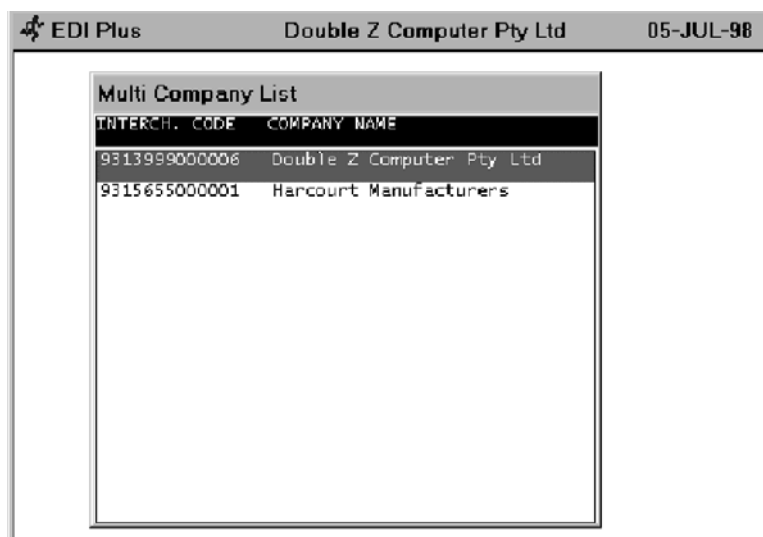 EDI Plus Double Z Computer Pty Ltd 05-JUL-98
Multi Company List
INTERCH. CODE COMPANY NAME
9313999000006 Double Z Computer Pty Ltd
9315655000001 Harcourt Manufacturers